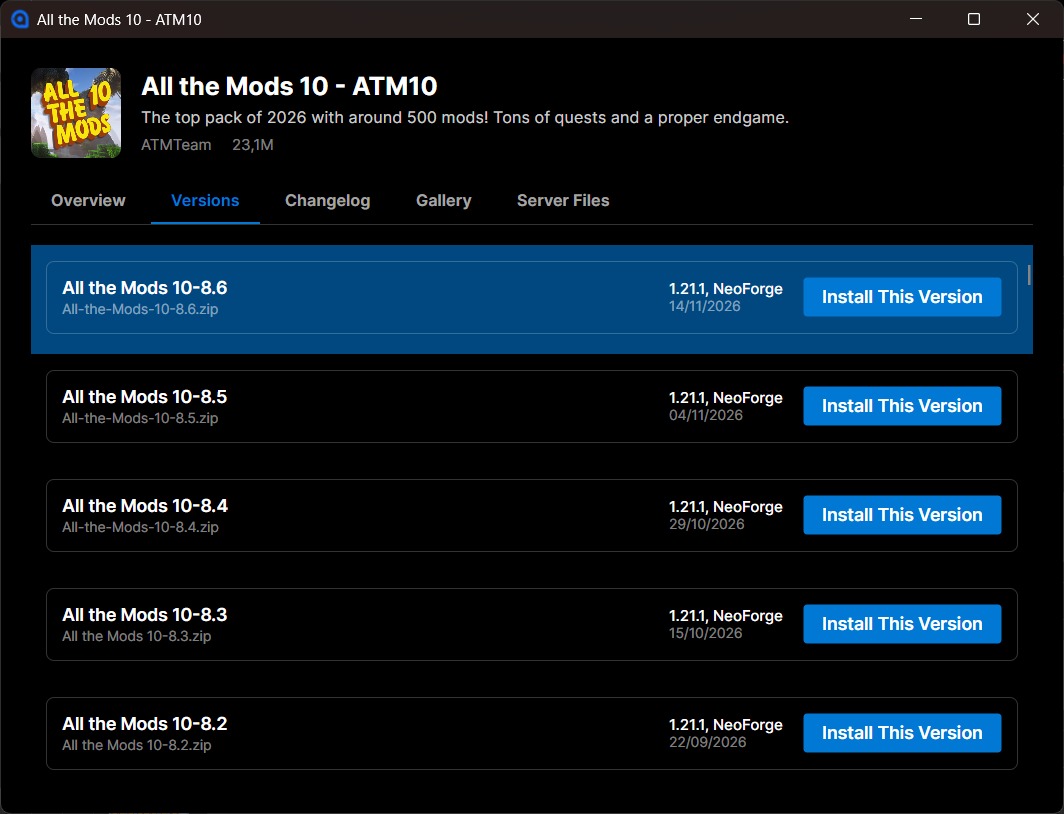 All the Mods 10 - ATM10
ALL
THE 10
MODS
All the Mods 10 - ATM10
The top pack of 2026 with around 500 mods! Tons of quests and a proper endgame.
ATMTeam 23,1M
Overview Versions Changelog Gallery Server Files
All the Mods 10-8.6
All-the-Mods-10-8.6.zip
1.21.1, NeoForge
14/11/2026
Install This Version
All the Mods 10-8.5
All-the-Mods-10-8.5.zip
1.21.1, NeoForge
04/11/2026
Install This Version
All the Mods 10-8.4
All-the-Mods-10-8.4.zip
1.21.1, NeoForge
29/10/2026
Install This Version
All the Mods 10-8.3
All the Mods 10-8.3.zip
1.21.1, NeoForge
15/10/2026
Install This Version
All the Mods 10-8.2
All the Mods 10-8.2.zip
1.21.1, NeoForge
22/09/2026
Install This Version